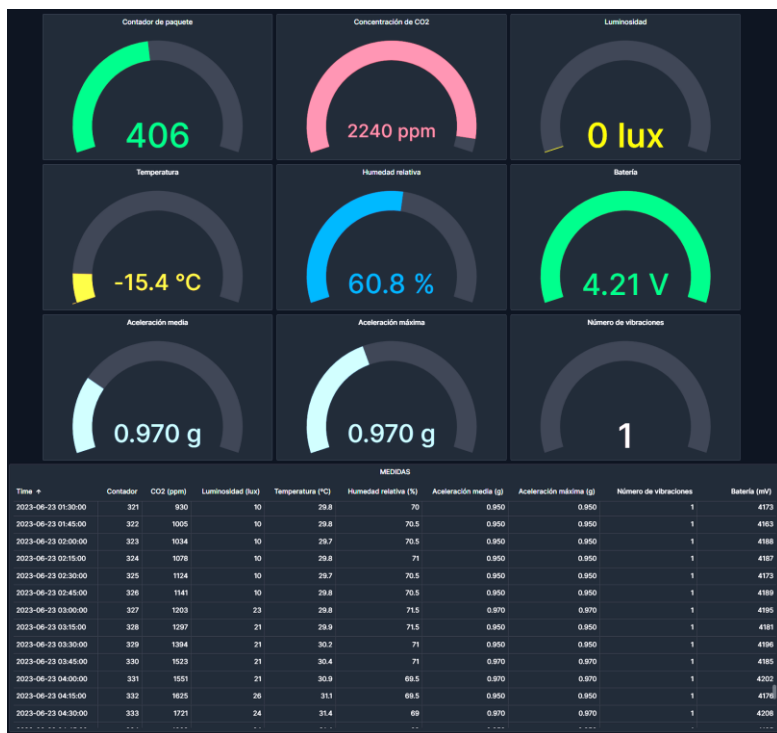 Contador de paquete Concentración de CO2 Luminosidad
406 2240 ppm 0 lux
Temperatura Humedad relativa Batería
-15.4 °C 60.8 % 4.21 V
Aceleración media Aceleración máxima Número de vibraciones
0.970 g 0.970 g 1
MEDIDAS
Time ↑ Contador CO2 (ppm) Luminosidad (lux) Temperatura (°C) Humedad relativa (%) Aceleración media (g) Aceleración máxima (g) Número de vibraciones Batería (mV)
2023-06-23 01:30:00 321 930 10 29.8 70 0.950 0.950 1 4173
2023-06-23 01:45:00 322 1005 10 29.8 70.5 0.950 0.950 1 4163
2023-06-23 02:00:00 323 1034 10 29.7 70.5 0.950 0.950 1 4188
2023-06-23 02:15:00 324 1078 10 29.8 71 0.950 0.950 1 4187
2023-06-23 02:30:00 325 1124 10 29.7 70.5 0.950 0.950 1 4173
2023-06-23 02:45:00 326 1141 10 29.8 70.5 0.950 0.950 1 4189
2023-06-23 03:00:00 327 1203 23 29.8 71.5 0.970 0.970 1 4195
2023-06-23 03:15:00 328 1297 21 29.9 71.5 0.950 0.950 1 4181
2023-06-23 03:30:00 329 1394 21 30.2 71 0.950 0.950 1 4196
2023-06-23 03:45:00 330 1523 21 30.4 71 0.970 0.970 1 4185
2023-06-23 04:00:00 331 1551 21 30.9 69.5 0.970 0.970 1 4202
2023-06-23 04:15:00 332 1625 26 31.1 69.5 0.950 0.950 1 4176
2023-06-23 04:30:00 333 1721 24 31.4 69 0.970 0.970 1 4208